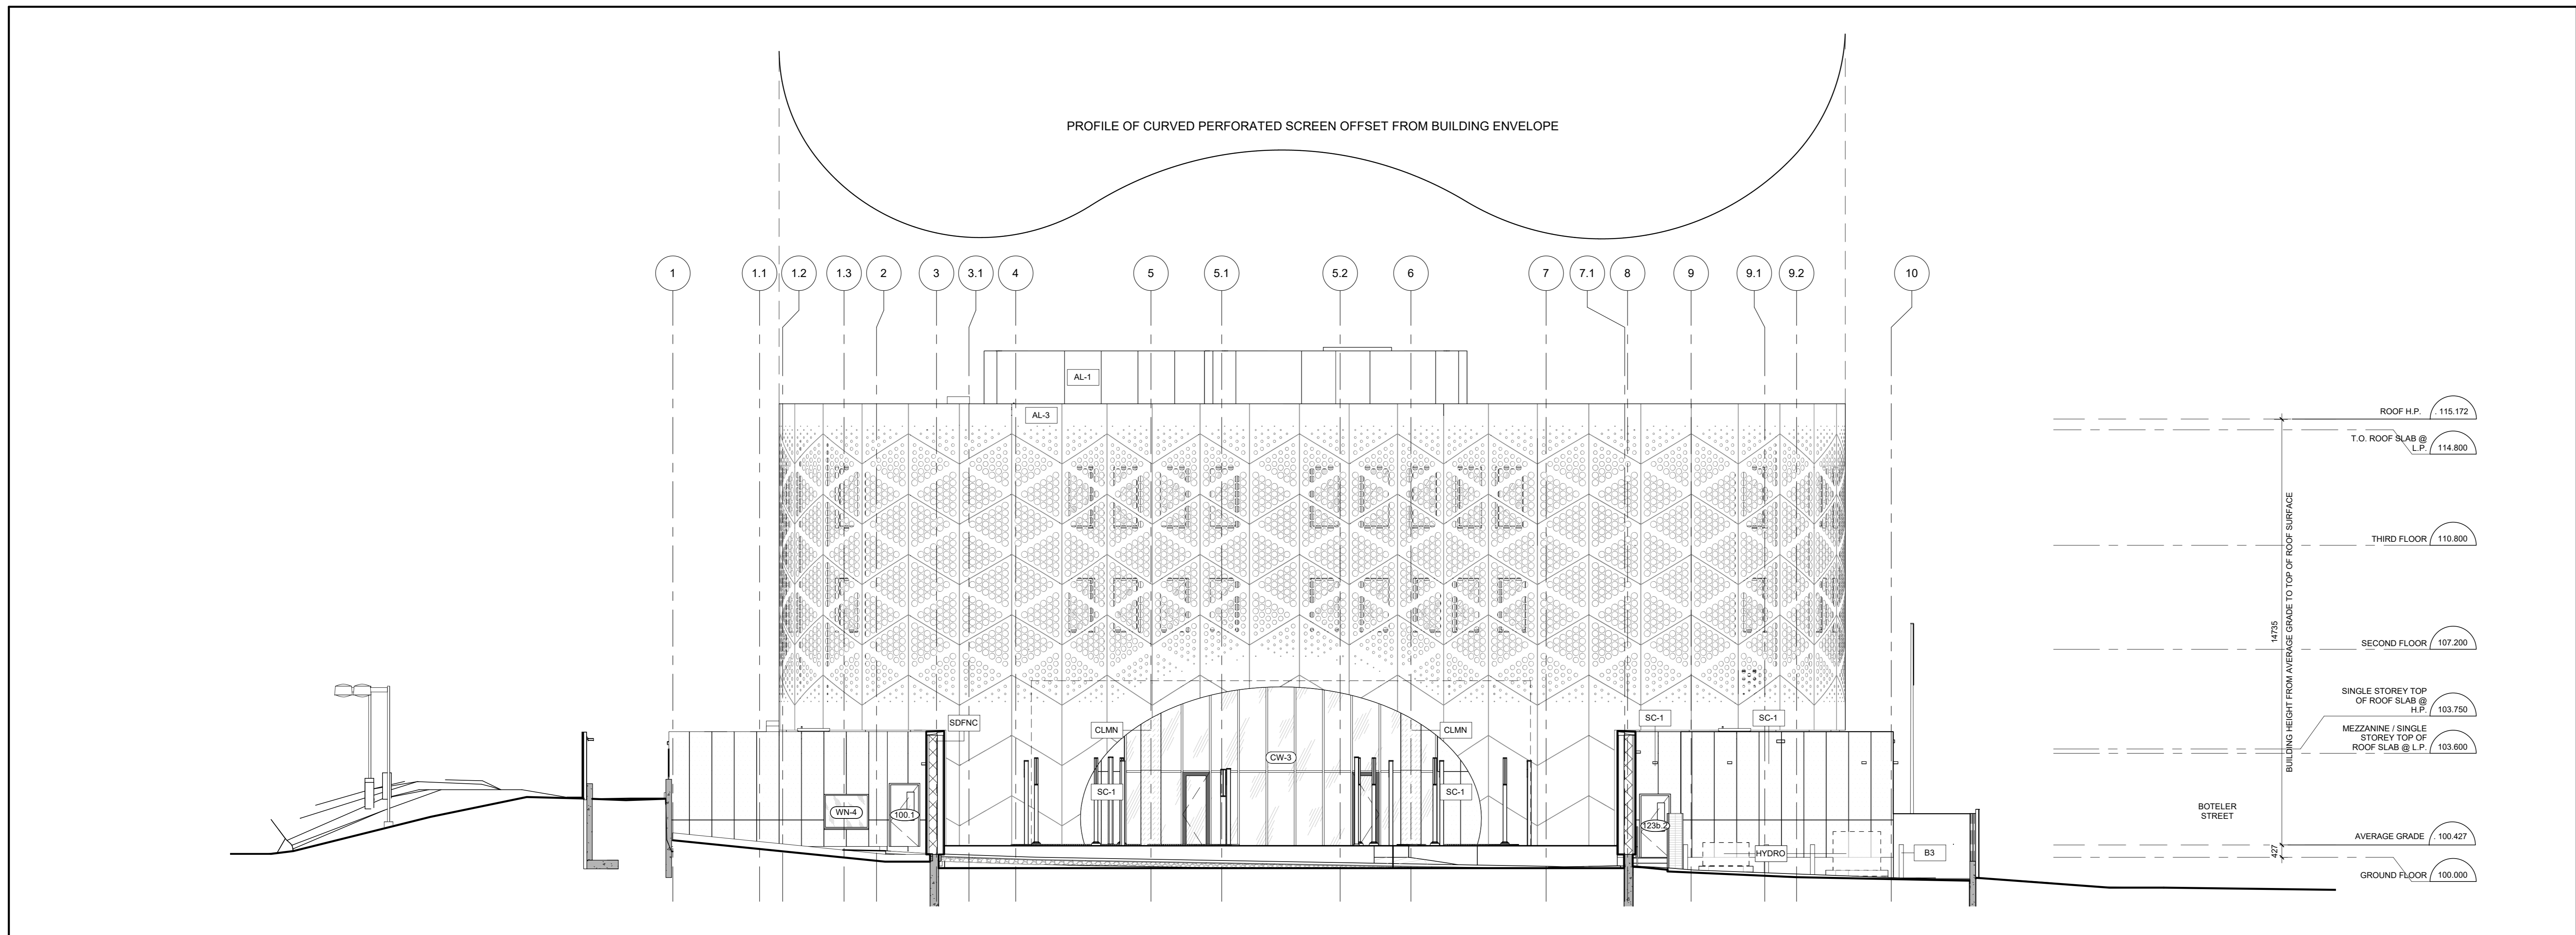 PROFILE OF CURVED PERFORATED SCREEN OFFSET FROM BUILDING ENVELOPE
1
1.1
1.2
1.3
2
3
3.1
4
5
5.1
5.2
6
7
7.1
8
9
9.1
9.2
10
AL-1
AL-3
ROOF H.P.
115.172
T.O. ROOF SLAB @
L.P.
114.800
THIRD FLOOR
110.800
SECOND FLOOR
107.200
SINGLE STOREY TOP
OF ROOF SLAB @
H.P.
103.750
MEZZANINE / SINGLE
STOREY TOP OF
ROOF SLAB @ L.P.
103.600
14735
BUILDING HEIGHT FROM AVERAGE GRADE TO TOP OF ROOF SURFACE
427
BOTELER
STREET
AVERAGE GRADE
100.427
GROUND FLOOR
100.000
SDFNC
CLMN
CLMN
SC-1
SC-1
CW-3
SC-1
SC-1
WN-4
100.1
123b.2
HYDRO
B3